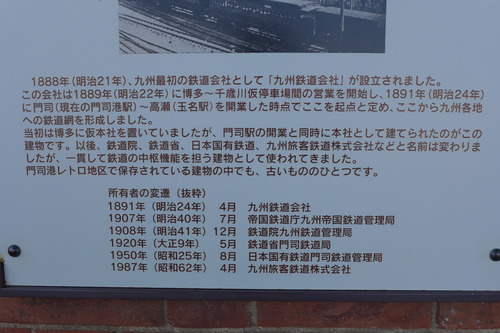 1888年(明治21年)、九州最初の鉄道会社として「九州鉄道会社」が設立されました。
この会社は1889年(明治22年)に博多〜千歳川仮停車場間の営業を開始し、1891年(明治24年)
に門司(現在の門司港駅)〜高瀬(玉名駅)を開業した時点でここを起点と定め、ここから九州各地
への鉄道網を形成しました。
当初は博多に仮本社を置いていましたが、門司駅の開業と同時に本社として建てられたのがこの
建物です。以後、鉄道院、鉄道省、日本国有鉄道、九州旅客鉄道株式会社などと名前は変わりま
したが、一貫して鉄道の中枢機能を担う建物として使われてきました。
門司港レトロ地区で保存されている建物の中でも、古いもののひとつです。
所有者の変遷(抜粋)
1891年(明治24年) 4月 九州鉄道会社
1907年(明治40年) 7月 帝国鉄道庁九州帝国鉄道管理局
1908年(明治41年) 12月 鉄道院九州鉄道管理局
1920年(大正9年) 5月 鉄道省門司鉄道局
1950年(昭和25年) 8月 日本国有鉄道門司鉄道管理局
1987年(昭和62年) 4月 九州旅客鉄道株式会社